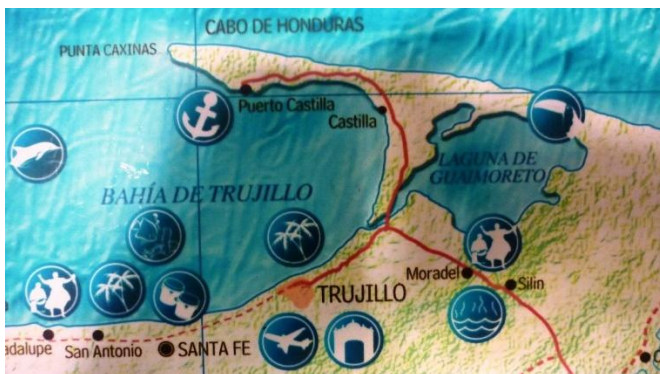 CABO DE HONDURAS
PUNTA CAXINAS
Puerto Castilla
Castilla
LAGUNA DE
GUAIMORETO
BAHÍA DE TRUJILLO
Moradel
Silin
TRUJILLO
adalupe
San Antonio
SANTA FE